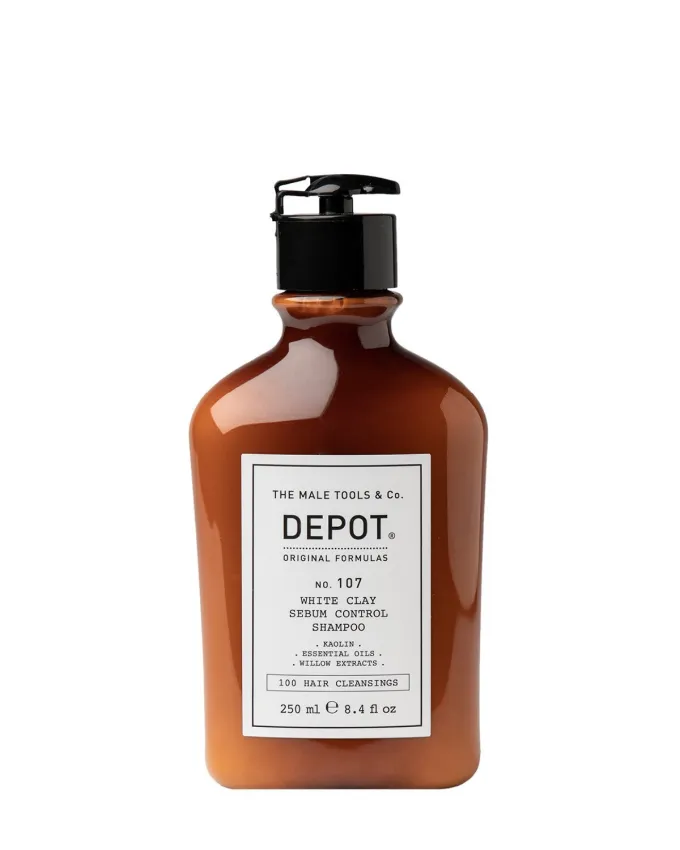 THE MALE TOOLS & Co.
DEPOT®
ORIGINAL FORMULAS
NO. 107
WHITE CLAY
SEBUM CONTROL
SHAMPOO
. KAOLIN .
. ESSENTIAL OILS .
. WILLOW EXTRACTS .
100 HAIR CLEANSINGS
250 ml ℮ 8.4 fl oz